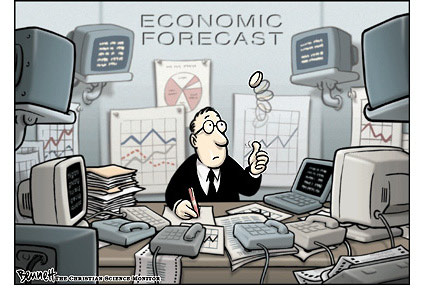 ECONOMIC
FORECAST
Bennett THE CHRISTIAN SCIENCE MONITOR